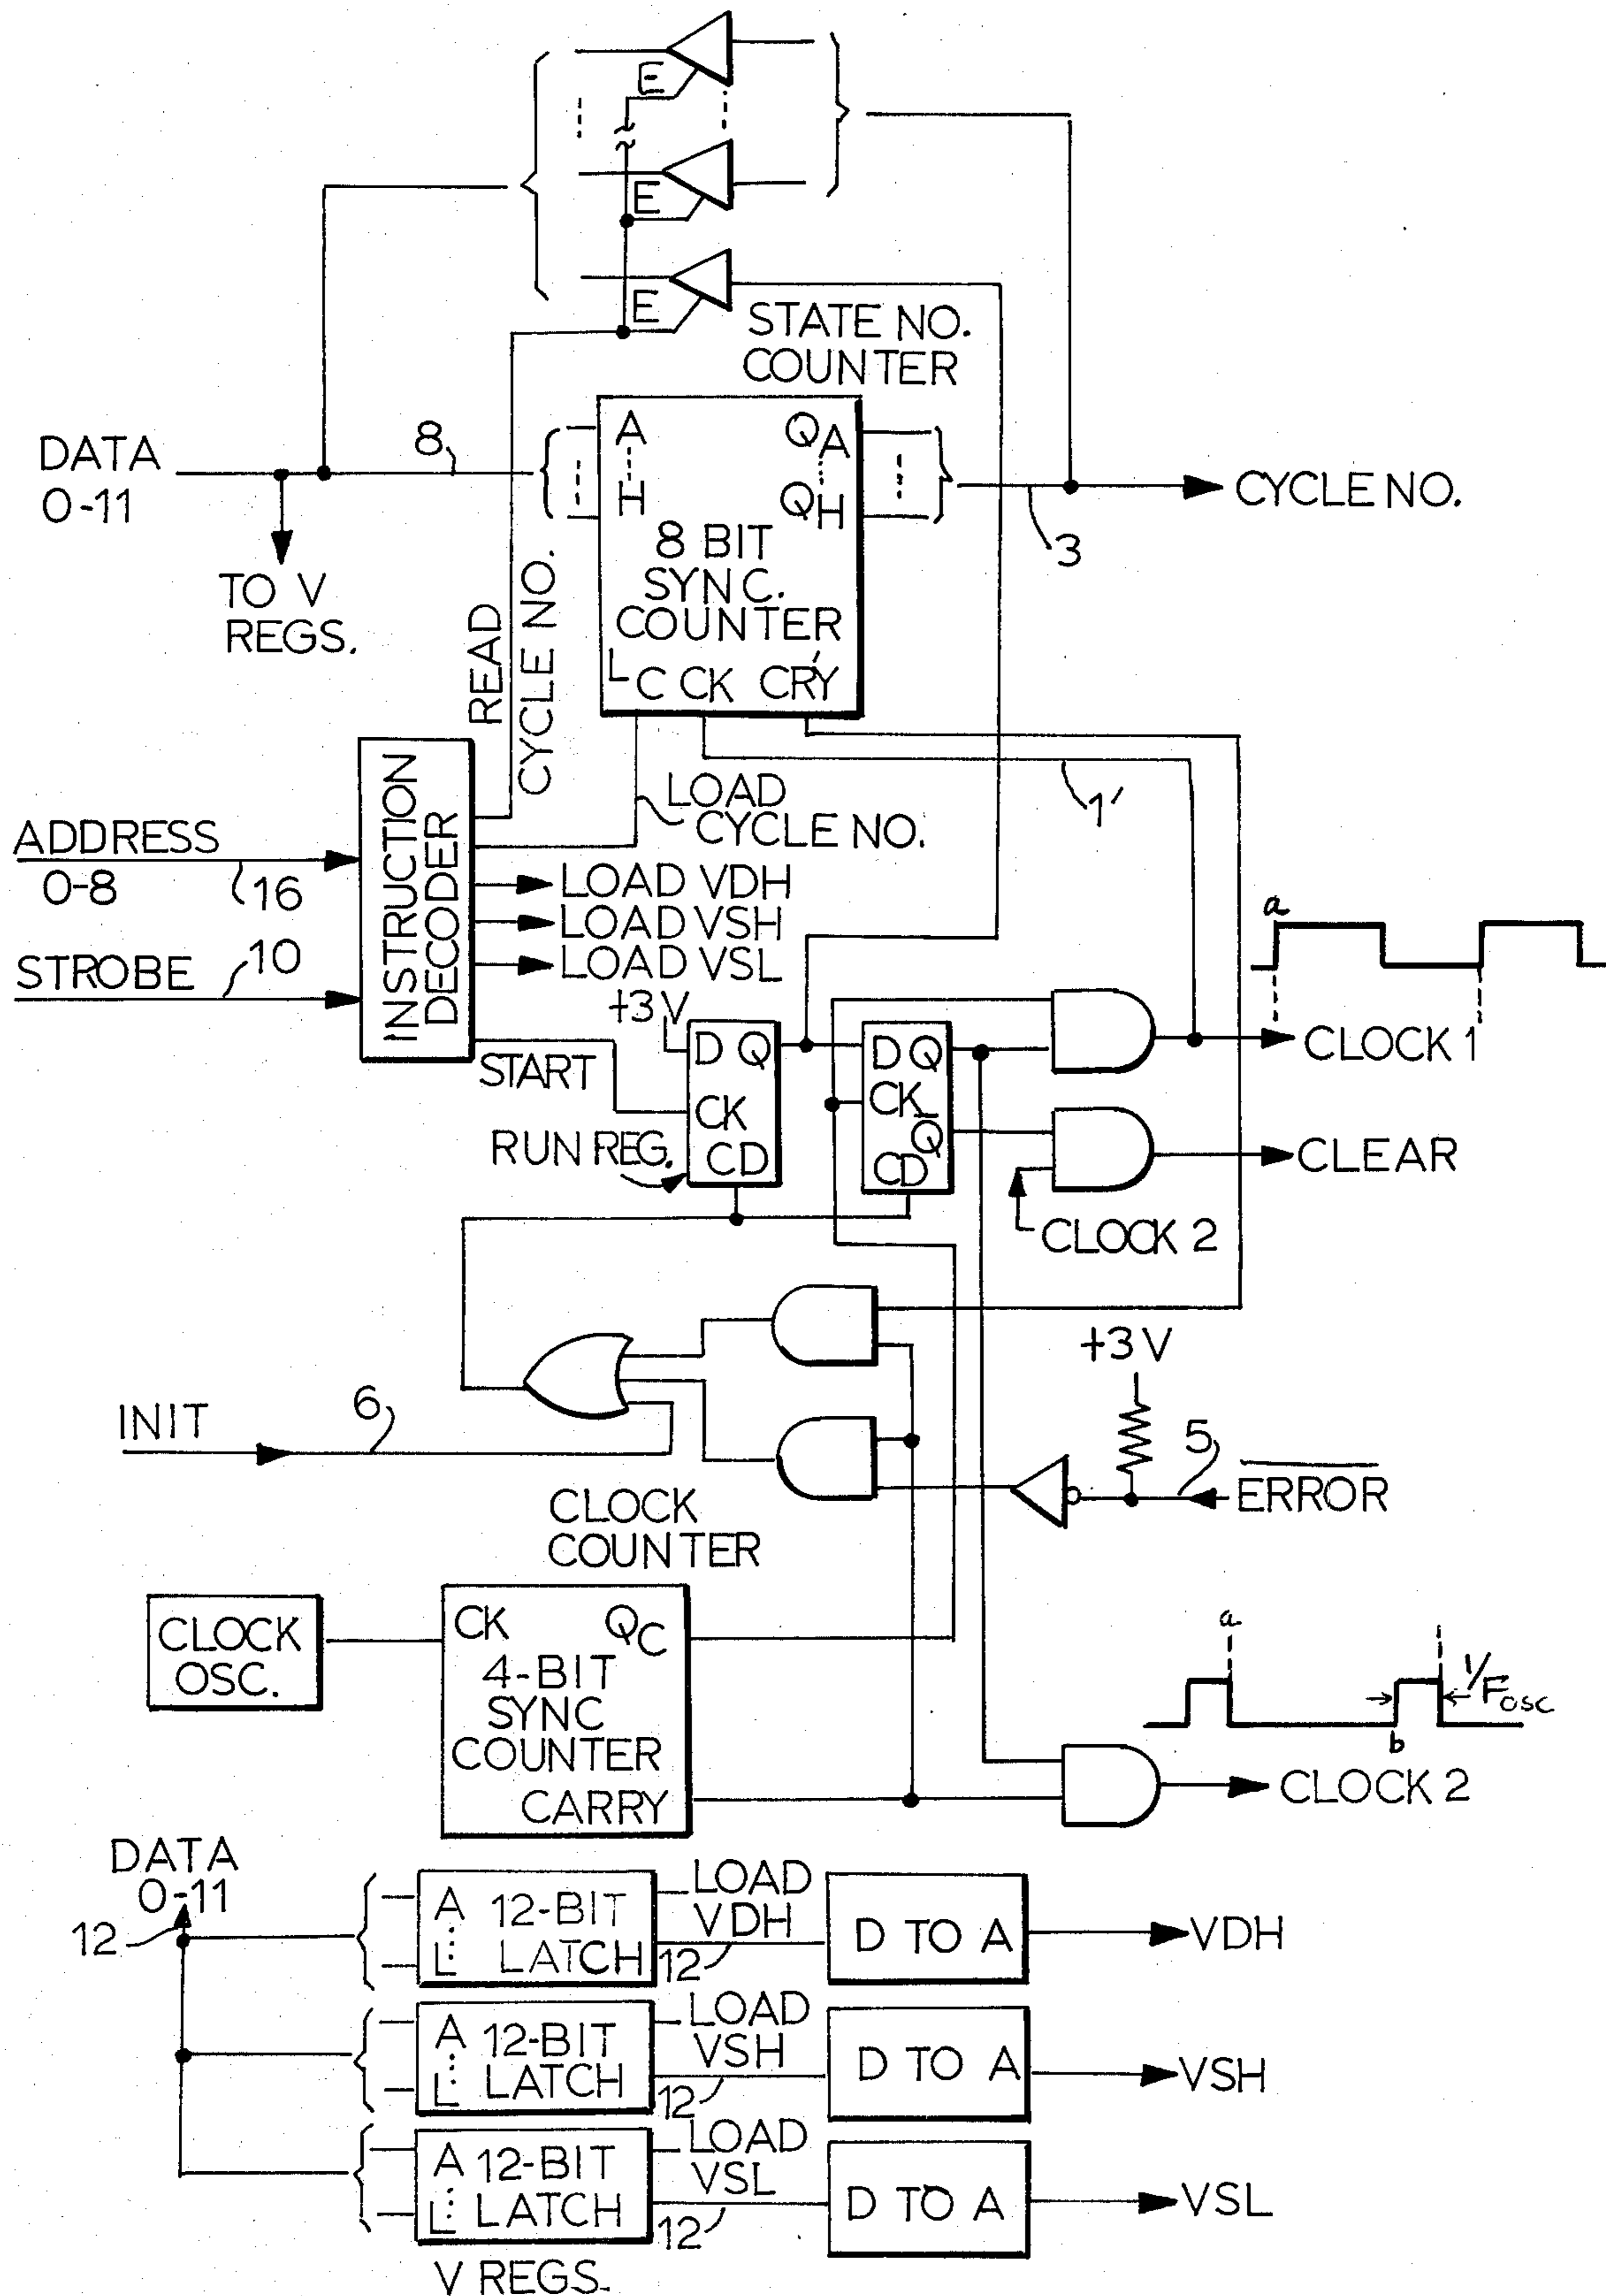 E
E
E
STATE NO.
COUNTER
DATA
0-11
8
TO V
REGS.
A
H
QA
QH
8 BIT
SYNC.
COUNTER
LC CK CRY'
3
CYCLE NO.
READ
CYCLE NO.
LOAD
CYCLE NO.
1'
INSTRUCTION
DECODER
ADDRESS
0-8
16
STROBE
10
LOAD VDH
LOAD VSH
LOAD VSL
START
+3V
D Q
CK
CD
RUN REG.
D Q
CK
Q̅
CD
a
CLOCK 1
CLEAR
CLOCK 2
INIT
6
+3V
5
E̅R̅R̅O̅R̅
CLOCK
COUNTER
CLOCK
OSC.
CK QC
4-BIT
SYNC
COUNTER
CARRY
a
b
1/FOSC
CLOCK 2
DATA
0-11
12
A 12-BIT
L LATCH
LOAD
VDH
12
D TO A
VDH
A 12-BIT
L LATCH
LOAD
VSH
12
D TO A
VSH
A 12-BIT
L LATCH
LOAD
VSL
12
D TO A
VSL
V REGS.